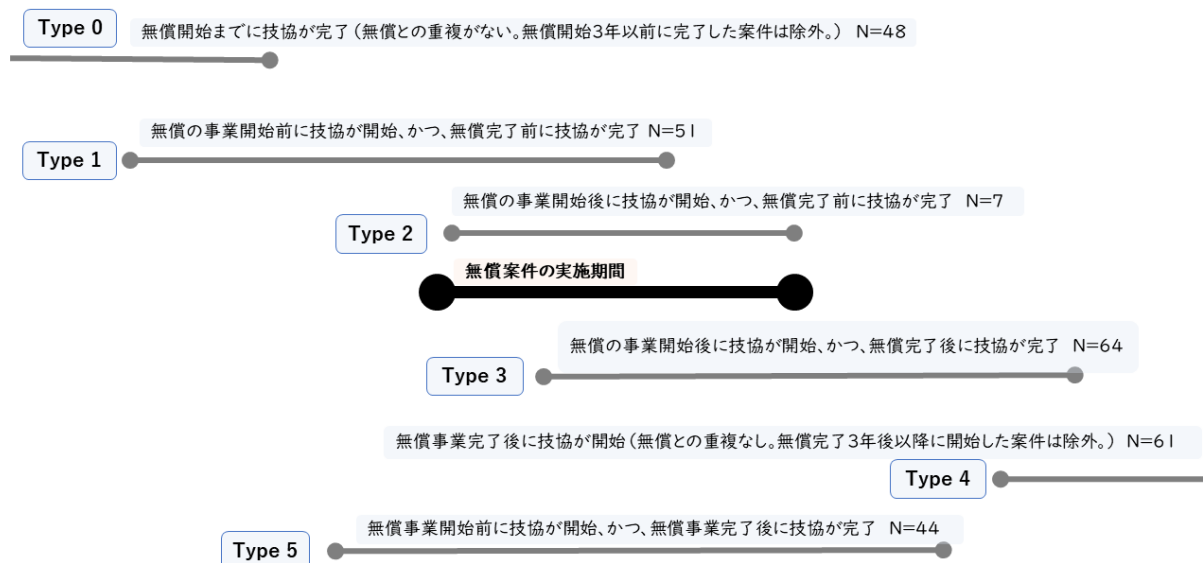 Type 0
無償開始までに技協が完了（無償との重複がない。無償開始3年以前に完了した案件は除外。） N=48
無償の事業開始前に技協が開始、かつ、無償完了前に技協が完了 N=51
Type 1
無償の事業開始後に技協が開始、かつ、無償完了前に技協が完了 N=7
Type 2
無償案件の実施期間
無償の事業開始後に技協が開始、かつ、無償完了後に技協が完了 N=64
Type 3
無償事業完了後に技協が開始（無償との重複なし。無償完了3年後以降に開始した案件は除外。） N=61
Type 4
無償事業開始前に技協が開始、かつ、無償事業完了後に技協が完了 N=44
Type 5